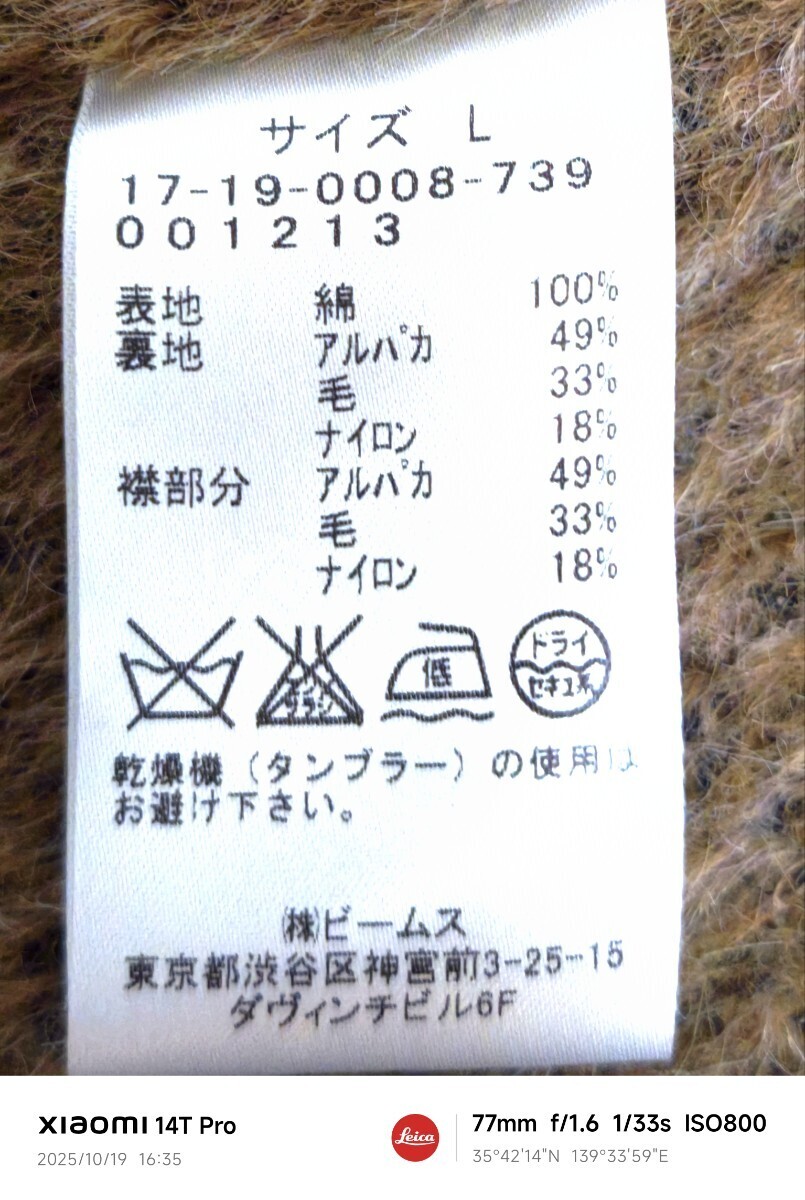 サイズ L
17-19-0008-739
001213
表地 綿 100%
裏地 アルパカ 49%
毛 33%
ナイロン 18%
襟部分 アルパカ 49%
毛 33%
ナイロン 18%
エンソサラシ 低 ドライ セキユ系
乾燥機（タンブラー）の使用は
お避け下さい。
㈱ビームス
東京都渋谷区神宮前3-25-15
ダヴィンチビル6F
XIAOMI 14T Pro
2025/10/19 16:35
Leica
77mm f/1.6 1/33s ISO800
35°42'14"N 139°33'59"E